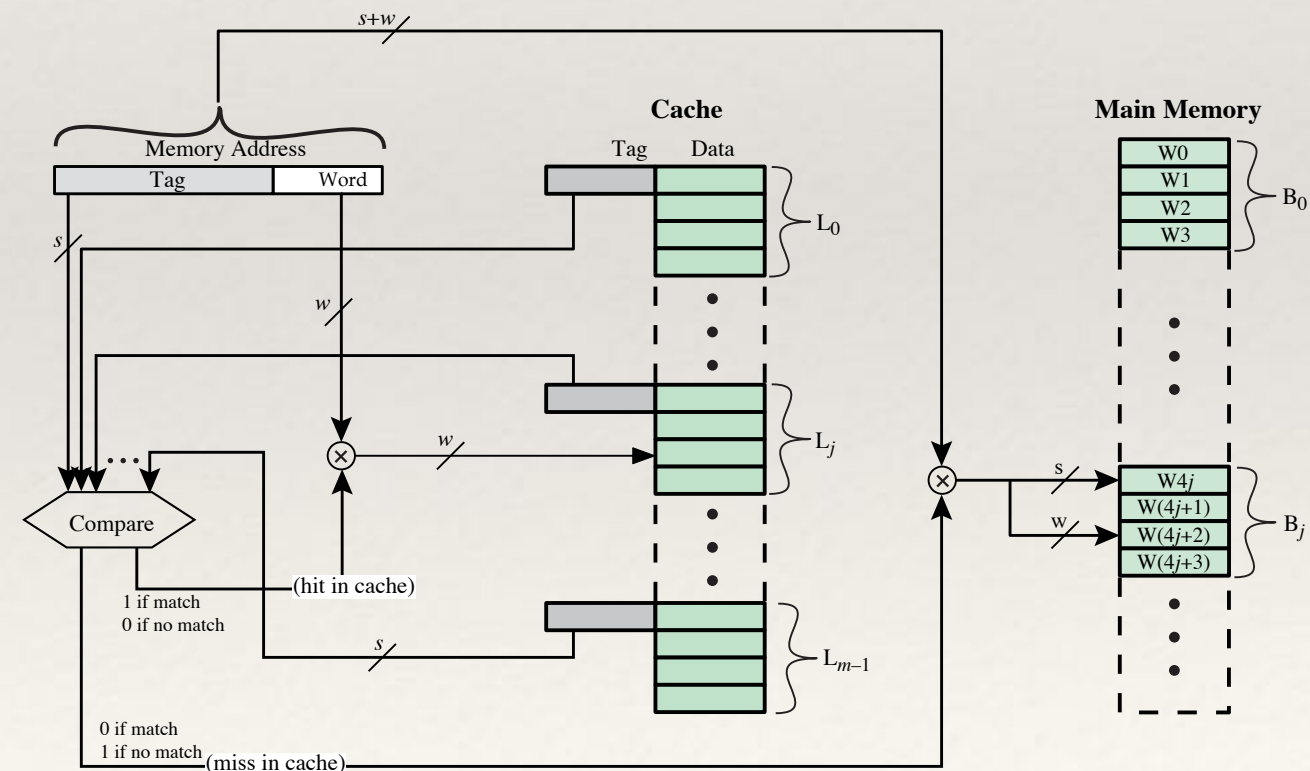 s+w
Cache
Main Memory
Memory Address
Tag Data
Tag Word
W0
W1
W2
W3
B0
L0
s
w
Lj
w
s
W4j
W(4j+1)
W(4j+2)
W(4j+3)
Bj
w
Compare
(hit in cache)
1 if match
0 if no match
s
Lm–1
0 if match
1 if no match
(miss in cache)